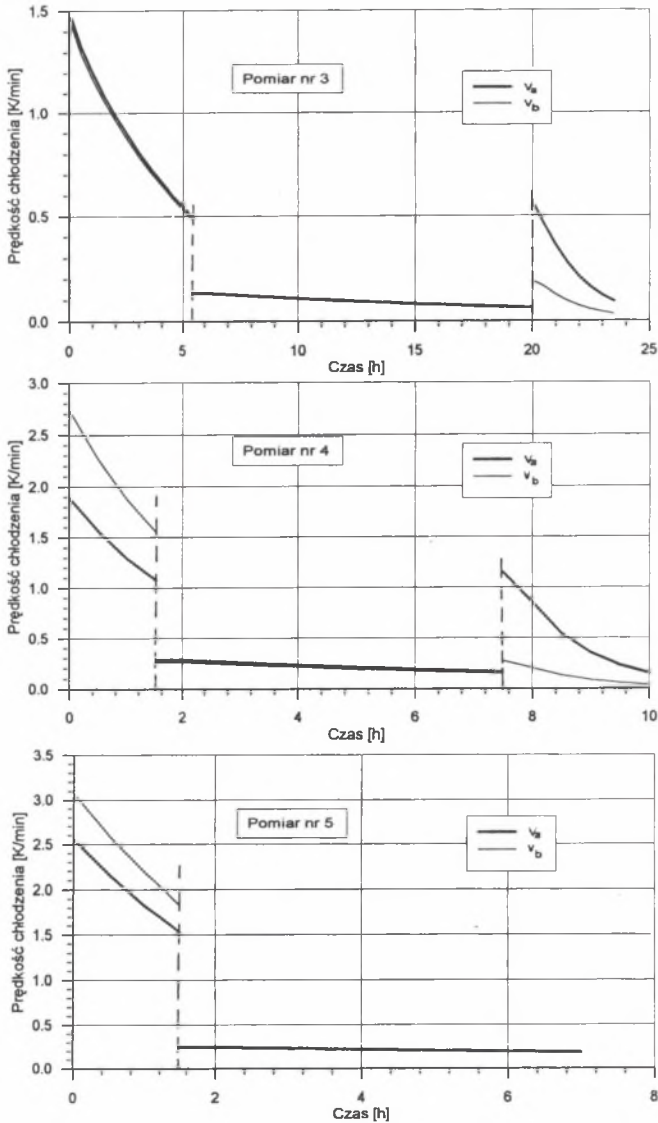 1.5
Pomiar nr 3
va
vb
1.0
0.5
0.0
Prędkość chłodzenia [K/min]
0 5 10 15 20 25
Czas [h]
3.0
Pomiar nr 4
va
vb
2.5
2.0
1.5
1.0
0.5
0.0
Prędkość chłodzenia [K/min]
0 2 4 6 8 10
Czas [h]
3.5
Pomiar nr 5
va
vb
3.0
2.5
2.0
1.5
1.0
0.5
0.0
Prędkość chłodzenia [K/min]
0 2 4 6 8
Czas [h]